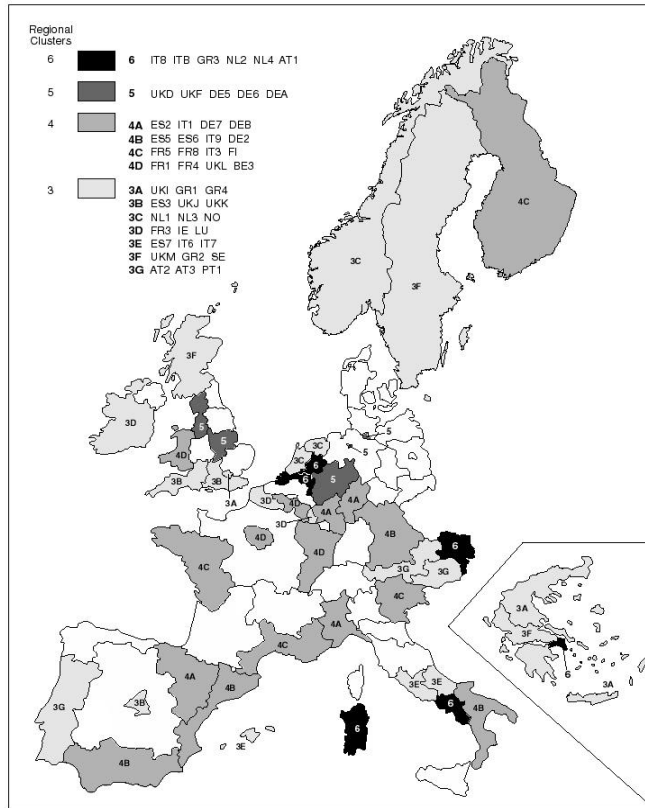 Regional
Clusters
6 6 IT8 ITB GR3 NL2 NL4 AT1
5 5 UKD UKF DE5 DE6 DEA
4 4A ES2 IT1 DE7 DEB
4B ES5 ES6 IT9 DE2
4C FR5 FR8 IT3 FI
4D FR1 FR4 UKL BE3
3 3A UKI GR1 GR4
3B ES3 UKJ UKK
3C NL1 NL3 NO
3D FR3 IE LU
3E ES7 IT6 IT7
3F UKM GR2 SE
3G AT2 AT3 PT1
4C
3C
3F
3F
3D
5
5
5
5
4D
3C
3C
6
6
5
3B
3B
3A
3D
4D
4A
4A
3D
4D
4D
4B
6
3G
3G
4C
4C
4A
4C
3A
3F
6
3A
4A
4B
3B
3G
3E
3E
3E
6
4B
6
4B